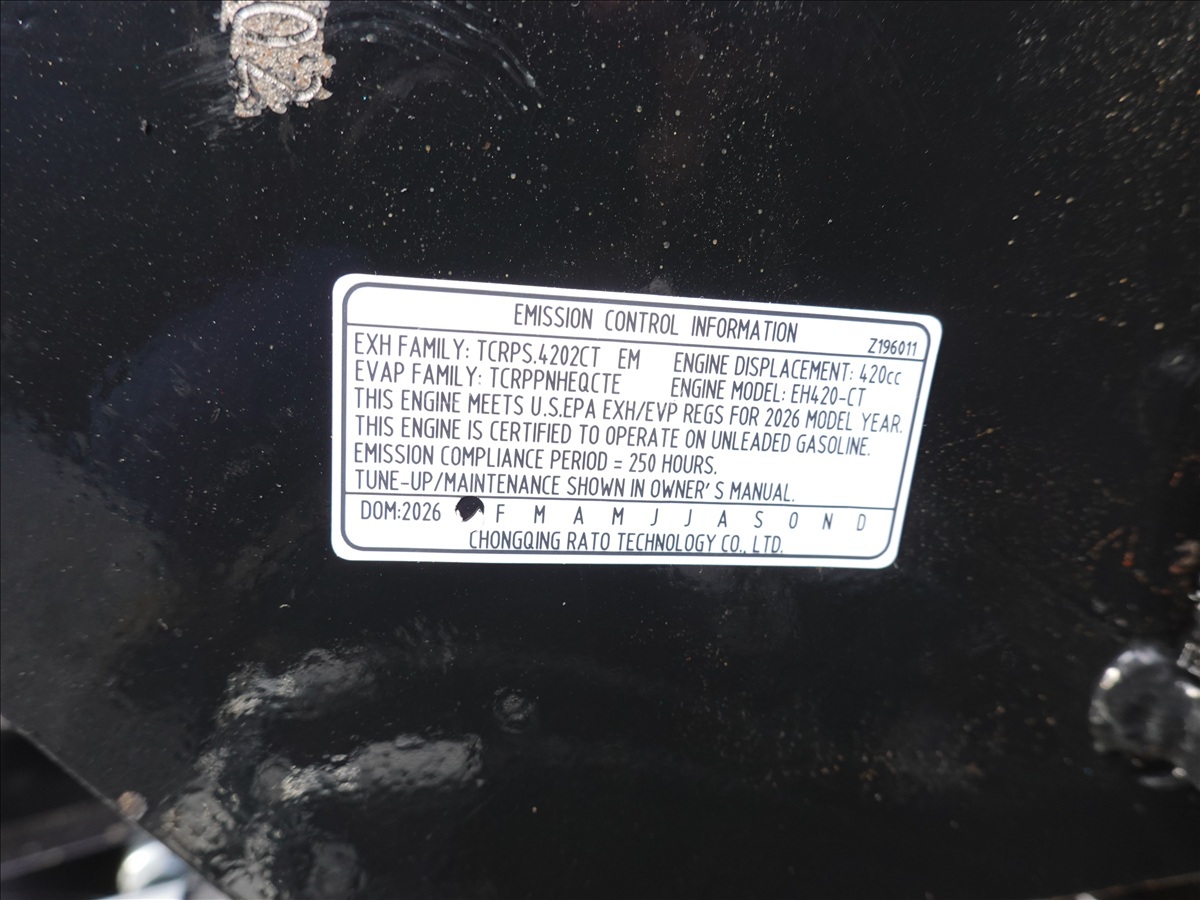 EMISSION CONTROL INFORMATION
Z196011
EXH FAMILY: TCRPS.4202CT EM ENGINE DISPLACEMENT: 420cc
EVAP FAMILY: TCRPPNHEQCTE ENGINE MODEL: EH420-CT
THIS ENGINE MEETS U.S.EPA EXH/EVP REGS FOR 2026 MODEL YEAR.
THIS ENGINE IS CERTIFIED TO OPERATE ON UNLEADED GASOLINE.
EMISSION COMPLIANCE PERIOD = 250 HOURS.
TUNE-UP/MAINTENANCE SHOWN IN OWNER'S MANUAL.
DOM:2026 F M A M J J A S O N D
CHONGQING RATO TECHNOLOGY CO., LTD.